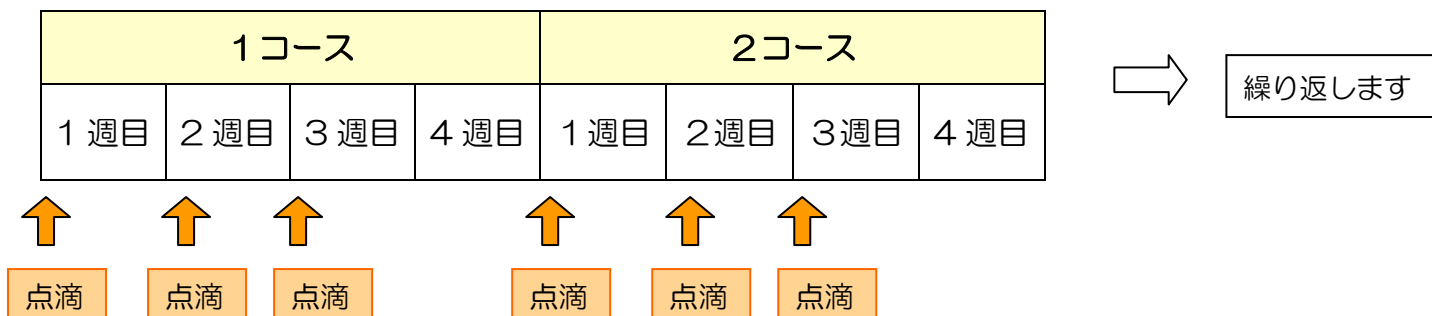 1コース 2コース
繰り返します
1週目 2週目 3週目 4週目 1週目 2週目 3週目 4週目
点滴 点滴 点滴 点滴 点滴 点滴